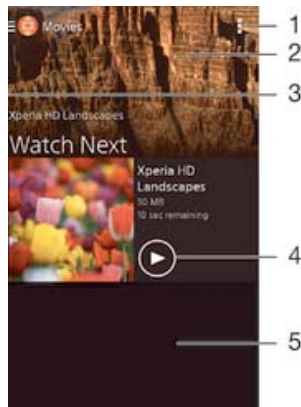 Movies
1
2
3
Xperia HD Landscapes
Watch Next
Xperia HD
Landscapes
30 MB
10 sec remaining
4
5